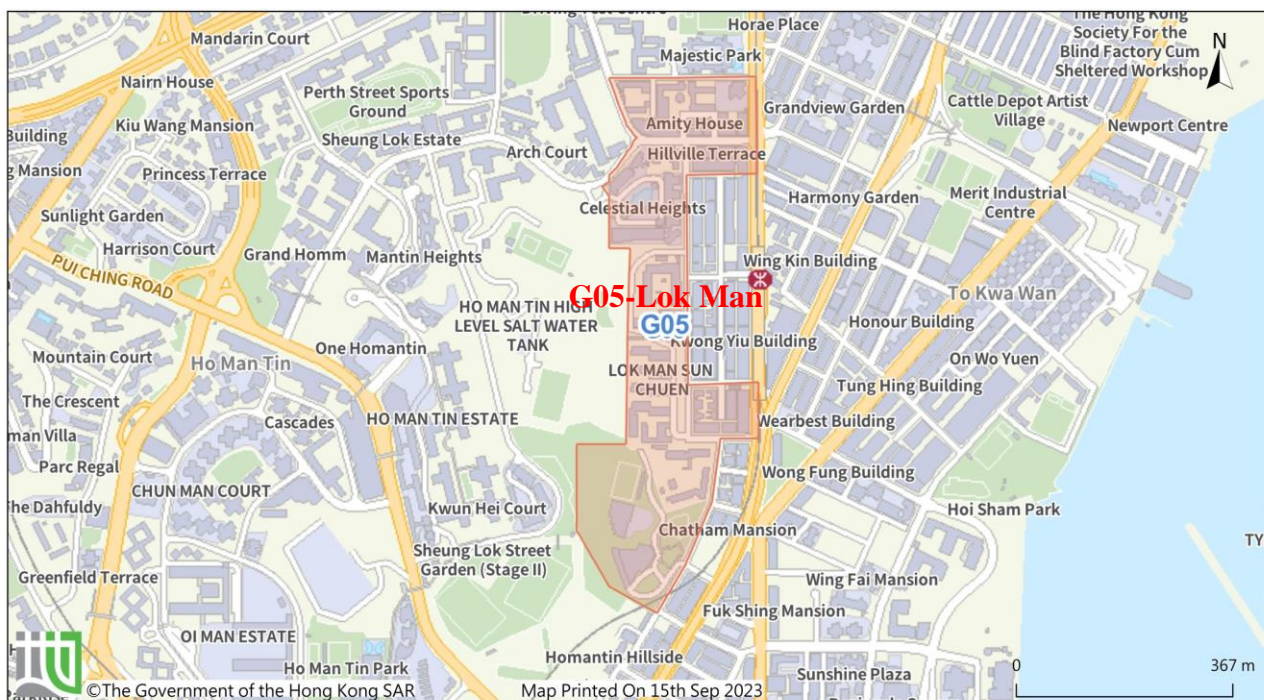 Driving Test Centre
Horae Place
The Hong Kong
Society For the
Blind Factory Cum
Sheltered Workshop
N
Mandarin Court
Majestic Park
Nairn House
Perth Street Sports
Ground
Grandview Garden
Cattle Depot Artist
Village
Building
Kiu Wang Mansion
Amity House
Newport Centre
Sheung Lok Estate
Arch Court
Hillville Terrace
Mansion
Princess Terrace
Harmony Garden
Merit Industrial
Centre
Sunlight Garden
Celestial Heights
Harrison Court
Grand Homm
Mantin Heights
Wing Kin Building
PUI CHING ROAD
G05-Lok Man
To Kwa Wan
HO MAN TIN HIGH
LEVEL SALT WATER
TANK
G05
Honour Building
Kwong Yiu Building
Mountain Court
Ho Man Tin
One Homantin
On Wo Yuen
LOK MAN SUN
CHUEN
Tung Hing Building
The Crescent
HO MAN TIN ESTATE
Cascades
Wearbest Building
man Villa
Parc Regal
Wong Fung Building
CHUN MAN COURT
The Dahfuldy
Kwun Hei Court
Hoi Sham Park
Chatham Mansion
Sheung Lok Street
Garden (Stage II)
TY
Greenfield Terrace
Wing Fai Mansion
Fuk Shing Mansion
OI MAN ESTATE
Homantin Hillside
Ho Man Tin Park
Sunshine Plaza
0
367 m
©The Government of the Hong Kong SAR
Map Printed On 15th Sep 2023